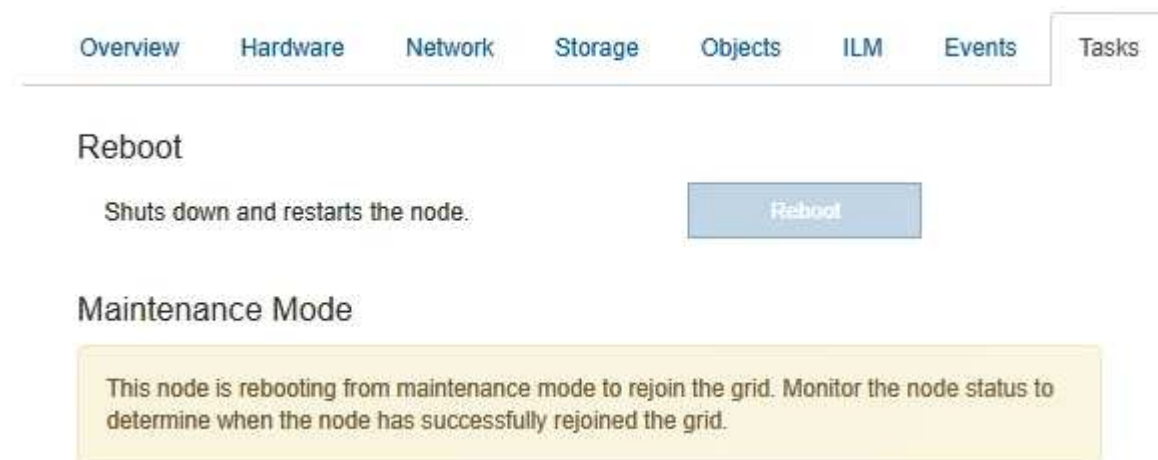 Overview Hardware Network Storage Objects ILM Events Tasks
Reboot
Shuts down and restarts the node. Reboot
Maintenance Mode
This node is rebooting from maintenance mode to rejoin the grid. Monitor the node status to
determine when the node has successfully rejoined the grid.